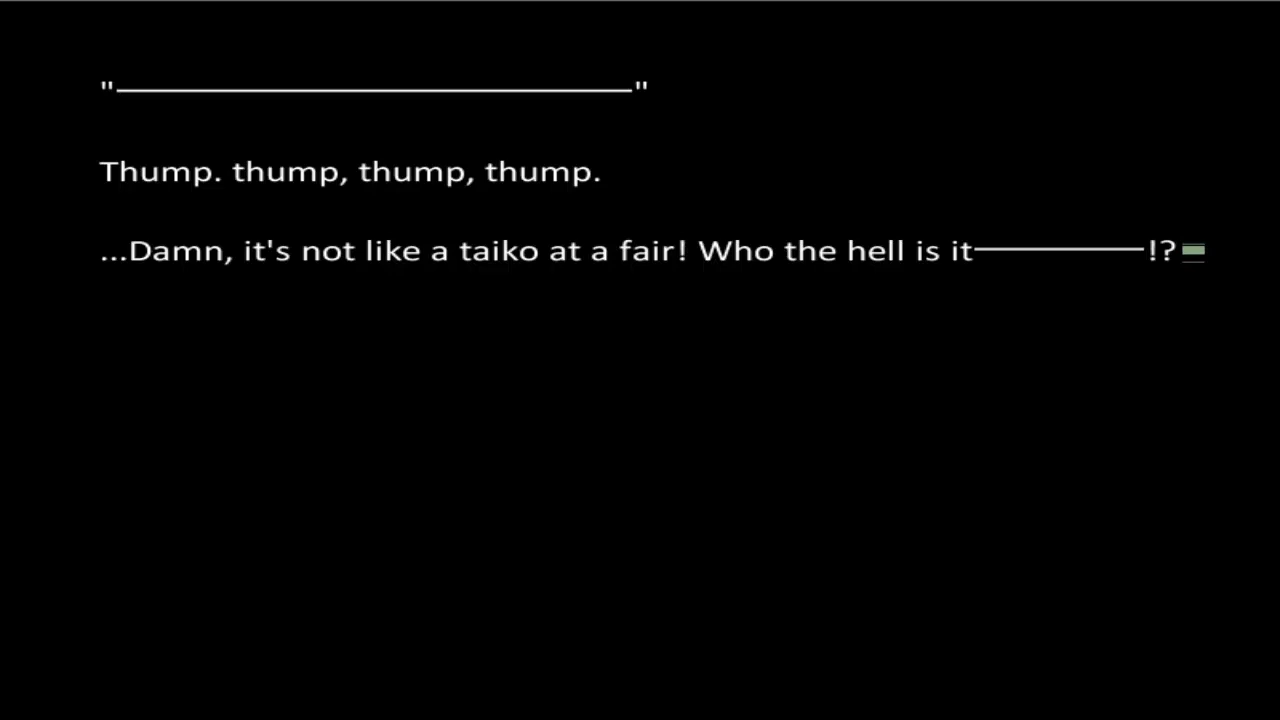 "――――――――――――"
Thump. thump, thump, thump.
...Damn, it's not like a taiko at a fair! Who the hell is it――――!?